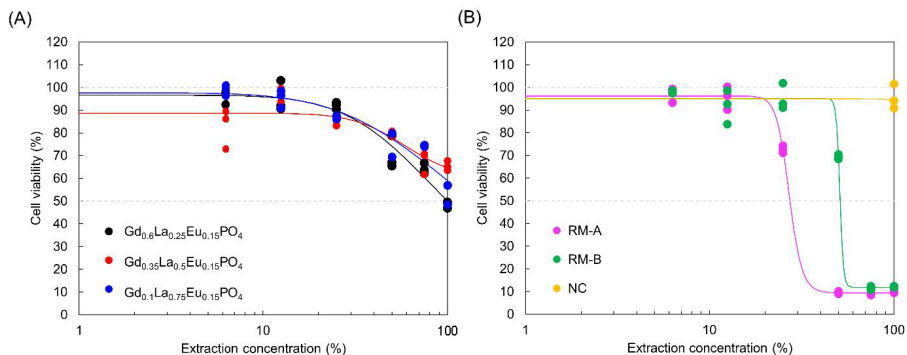 (A)
Cell viability (%)
120
110
100
90
80
70
60
50
40
30
20
10
0
1
10
100
Extraction concentration (%)
Gd0.6La0.25Eu0.15PO4
Gd0.35La0.5Eu0.15PO4
Gd0.1La0.75Eu0.15PO4
(B)
Cell viability (%)
120
110
100
90
80
70
60
50
40
30
20
10
0
1
10
100
Extraction concentration (%)
RM-A
RM-B
NC